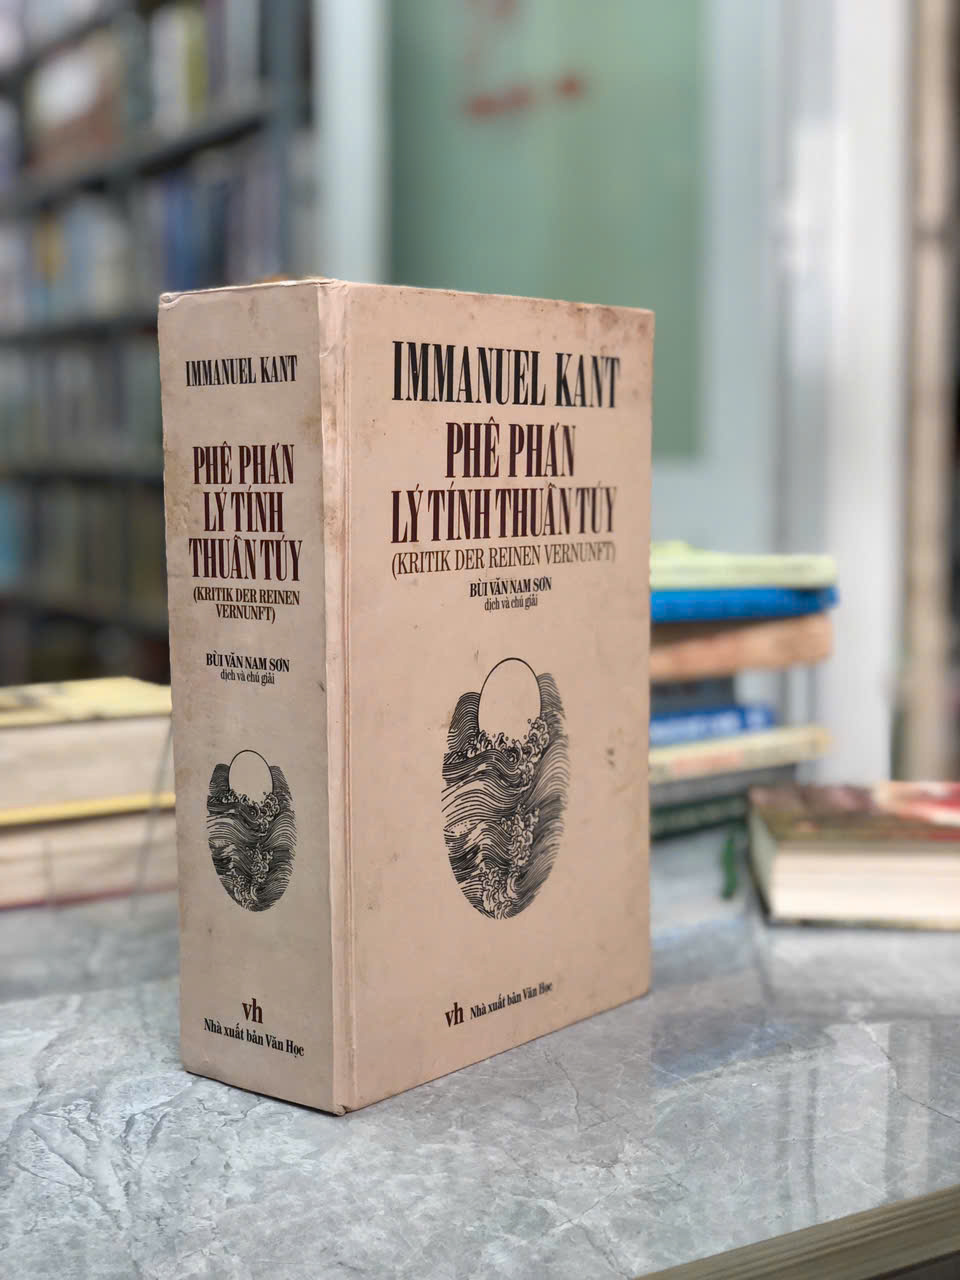 IMMANUEL KANT
PHÊ PHÁN
LÝ TÍNH
THUẦN TÚY
(KRITIK DER REINEN
VERNUNFT)
BÙI VĂN NAM SƠN
dịch và chú giải
vh
Nhà xuất bản Văn Học
IMMANUEL KANT
PHÊ PHÁN
LÝ TÍNH THUẦN TÚY
(KRITIK DER REINEN VERNUNFT)
BÙI VĂN NAM SƠN
dịch và chú giải
vh Nhà xuất bản Văn Học